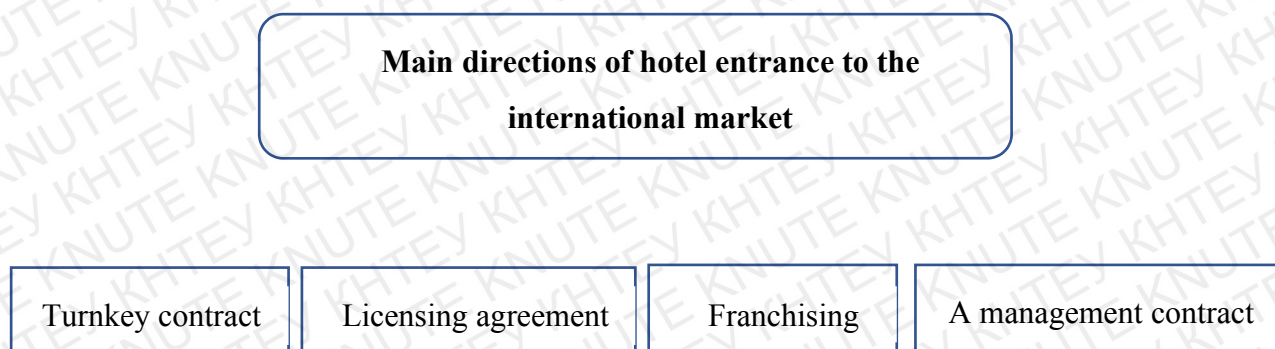 Main directions of hotel entrance to the
international market
Turnkey contract
Licensing agreement
Franchising
A management contract